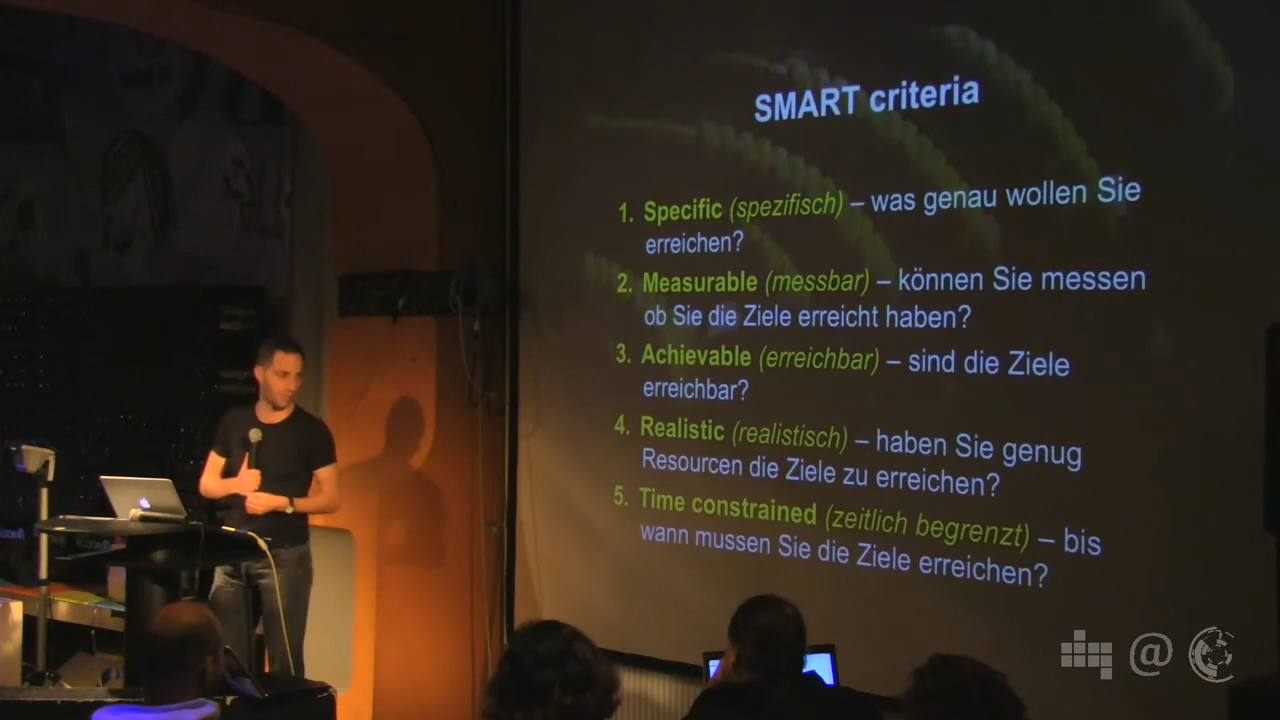 SMART criteria
1. Specific (spezifisch) – was genau wollen Sie
erreichen?
2. Measurable (messbar) – können Sie messen
ob Sie die Ziele erreicht haben?
3. Achievable (erreichbar) – sind die Ziele
erreichbar?
4. Realistic (realistisch) – haben Sie genug
Resourcen die Ziele zu erreichen?
5. Time constrained (zeitlich begrenzt) – bis
wann mussen Sie die Ziele erreichen?
@